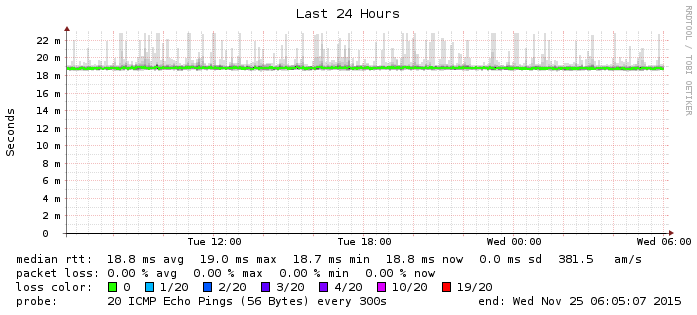 Last 24 Hours
RRDTOOL / TOBI OETIKER
Seconds
22 m
20 m
18 m
16 m
14 m
12 m
10 m
8 m
6 m
4 m
2 m
0
Tue 12:00 Tue 18:00 Wed 00:00 Wed 06:00
median rtt: 18.8 ms avg 19.0 ms max 18.7 ms min 18.8 ms now 0.0 ms sd 381.5 am/s
packet loss: 0.00 % avg 0.00 % max 0.00 % min 0.00 % now
loss color: 0 1/20 2/20 3/20 4/20 10/20 19/20
probe: 20 ICMP Echo Pings (56 Bytes) every 300s end: Wed Nov 25 06:05:07 2015